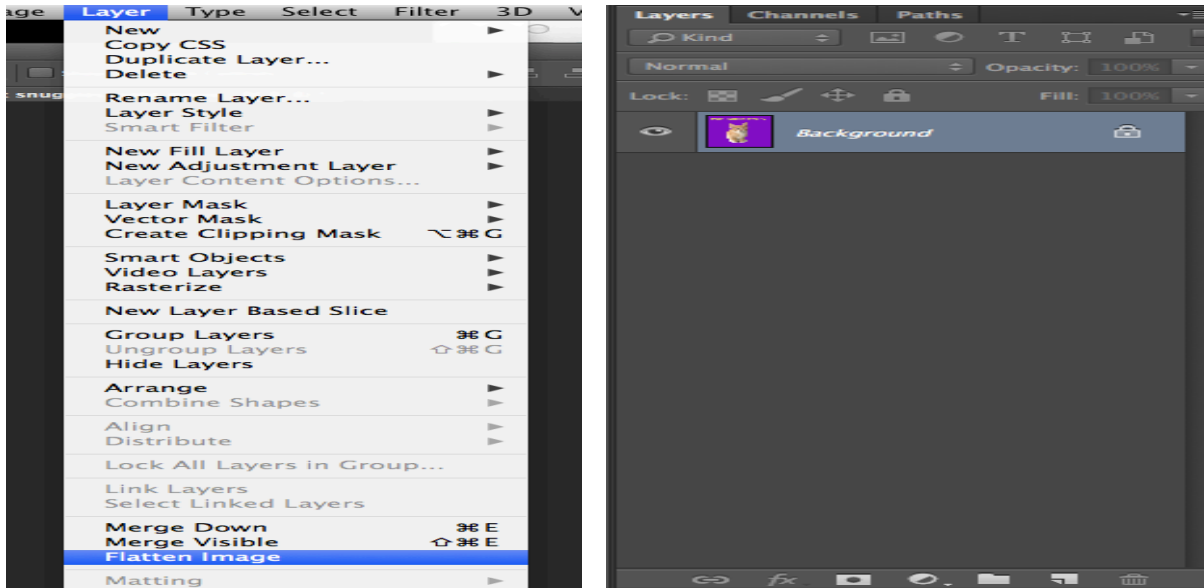 age Layer Type Select Filter 3D V
New
Copy CSS
Duplicate Layer...
Delete
Rename Layer...
Layer Style
Smart Filter
New Fill Layer
New Adjustment Layer
Layer Content Options...
Layer Mask
Vector Mask
Create Clipping Mask ⌥⌘G
Smart Objects
Video Layers
Rasterize
New Layer Based Slice
Group Layers ⌘G
Ungroup Layers ⇧⌘G
Hide Layers
Arrange
Combine Shapes
Align
Distribute
Lock All Layers in Group...
Link Layers
Select Linked Layers
Merge Down ⌘E
Merge Visible ⇧⌘E
Flatten Image
Matting
snug
Layers Channels Paths
Kind
Normal Opacity: 100%
Lock: Fill: 100%
Background
fx